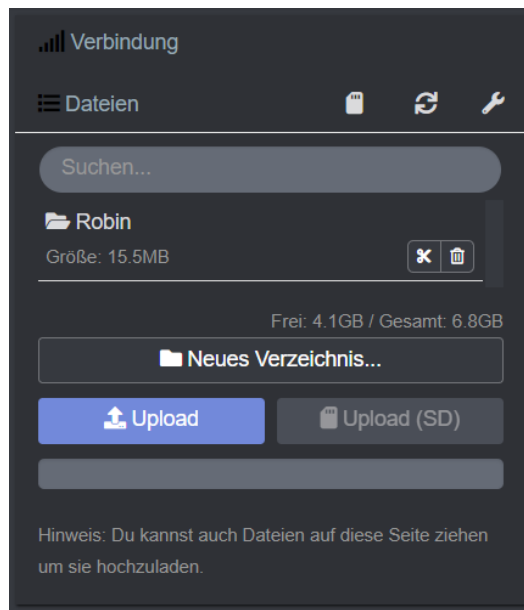 Verbindung
Dateien
Suchen...
Robin
Größe: 15.5MB
Frei: 4.1GB / Gesamt: 6.8GB
Neues Verzeichnis...
Upload
Upload (SD)
Hinweis: Du kannst auch Dateien auf diese Seite ziehen
um sie hochzuladen.